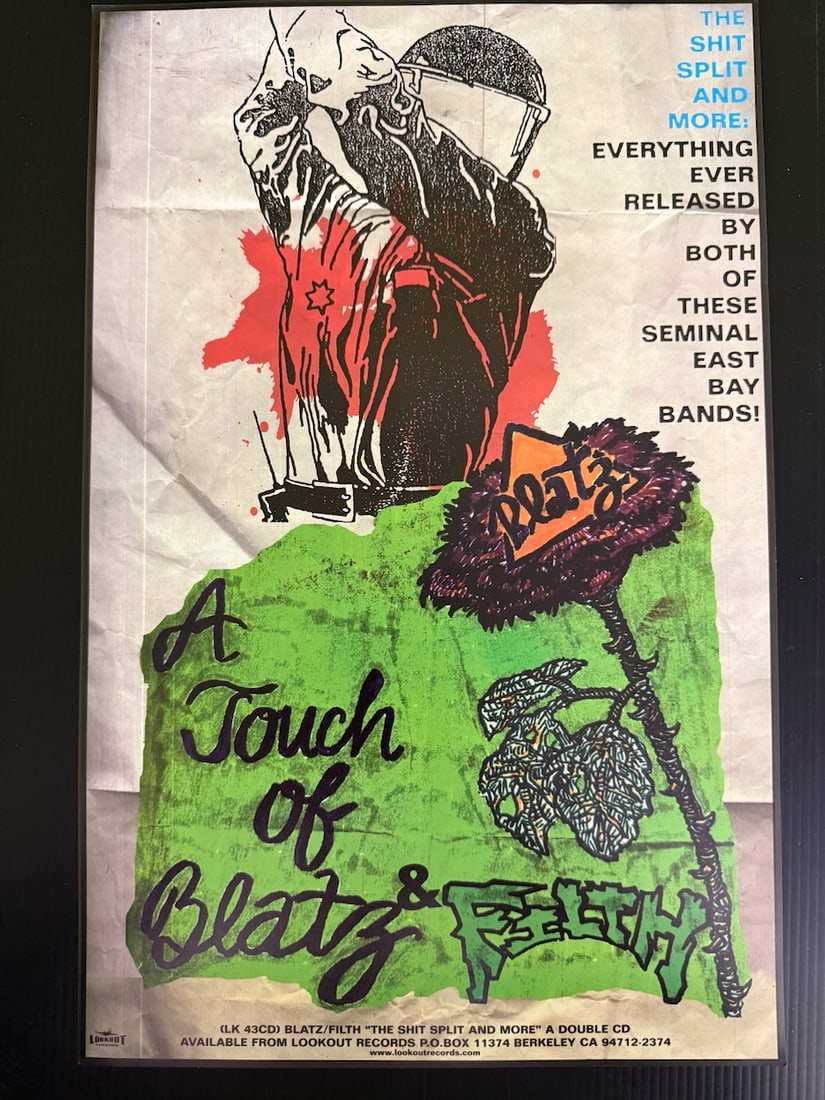 THE
SHIT
SPLIT
AND
MORE:
EVERYTHING
EVER
RELEASED
BY
BOTH
OF
THESE
SEMINAL
EAST
BAY
BANDS!
Blatz
A
Touch
of
Blatz & FILTH
(LK 43CD) BLATZ/FILTH "THE SHIT SPLIT AND MORE" A DOUBLE CD
LOOKOUT
RECORDS
AVAILABLE FROM LOOKOUT RECORDS P.O.BOX 11374 BERKELEY CA 94712-2374
www.lookoutrecords.com